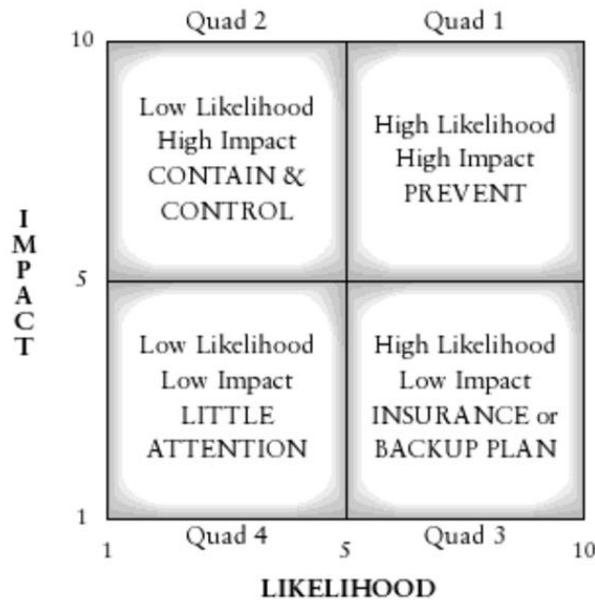 Quad 2
Quad 1
10
Low Likelihood
High Impact
CONTAIN &
CONTROL
High Likelihood
High Impact
PREVENT
IMPACT
5
Low Likelihood
Low Impact
LITTLE
ATTENTION
High Likelihood
Low Impact
INSURANCE or
BACKUP PLAN
1
Quad 4
Quad 3
1
5
10
LIKELIHOOD